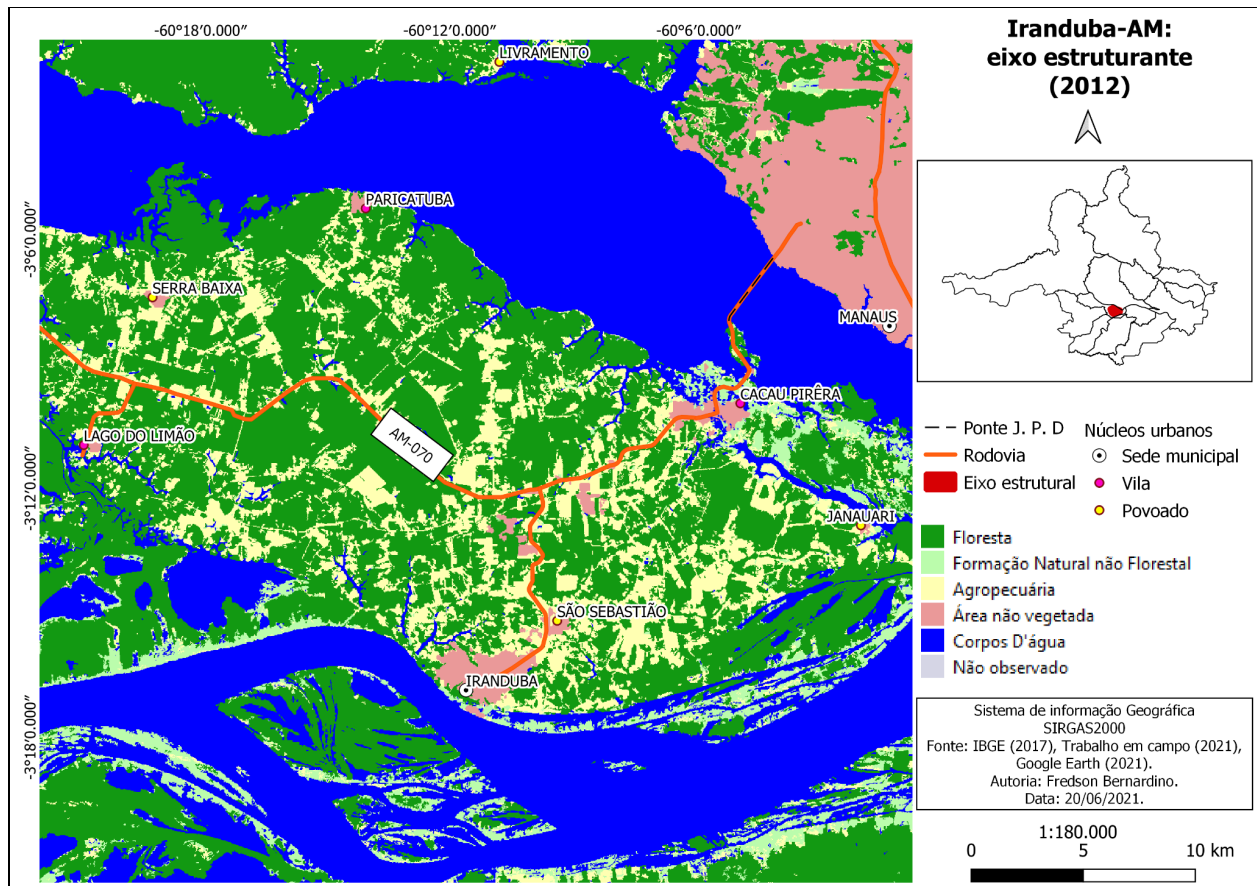 Iranduba-AM:
eixo estruturante
(2012)
-60°18'0.000"
-60°12'0.000"
-60°6'0.000"
-3°6'0.000"
-3°12'0.000"
-3°18'0.000"
LIVRAMENTO
PARICATUBA
SERRA BAIXA
MANAUS
CACAU PIRÊRA
LAGO DO LIMÃO
AM-070
JANAUARI
SÃO SEBASTIÃO
IRANDUBA
Ponte J. P. D
Rodovia
Eixo estrutural
Núcleos urbanos
Sede municipal
Vila
Povoado
Floresta
Formação Natural não Florestal
Agropecuária
Área não vegetada
Corpos D'água
Não observado
Sistema de informação Geográfica
SIRGAS2000
Fonte: IBGE (2017), Trabalho em campo (2021),
Google Earth (2021).
Autoria: Fredson Bernardino.
Data: 20/06/2021.
1:180.000
0 5 10 km